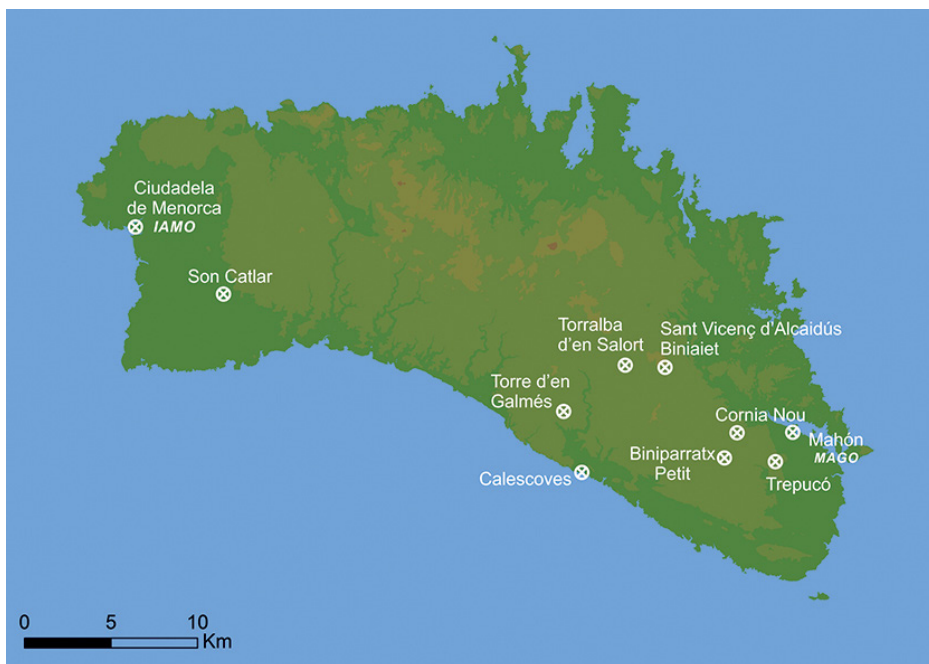 Ciudadela
de Menorca
IAMO
Son Catlar
Torralba
d'en Salort
Sant Vicenç d'Alcaidús
Biniaiet
Torre d'en
Galmés
Cornia Nou
Mahón
MAGO
Biniparratx
Petit
Trepucó
Calescoves
0 5 10
Km